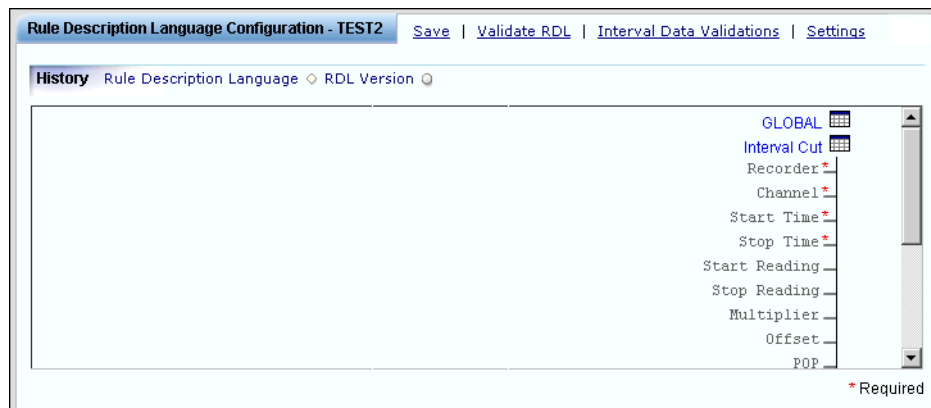 Rule Description Language Configuration - TEST2 Save | Validate RDL | Interval Data Validations | Settings
History Rule Description Language RDL Version
GLOBAL
Interval Cut
Recorder*
Channel*
Start Time*
Stop Time*
Start Reading
Stop Reading
Multiplier
Offset
POP
* Required